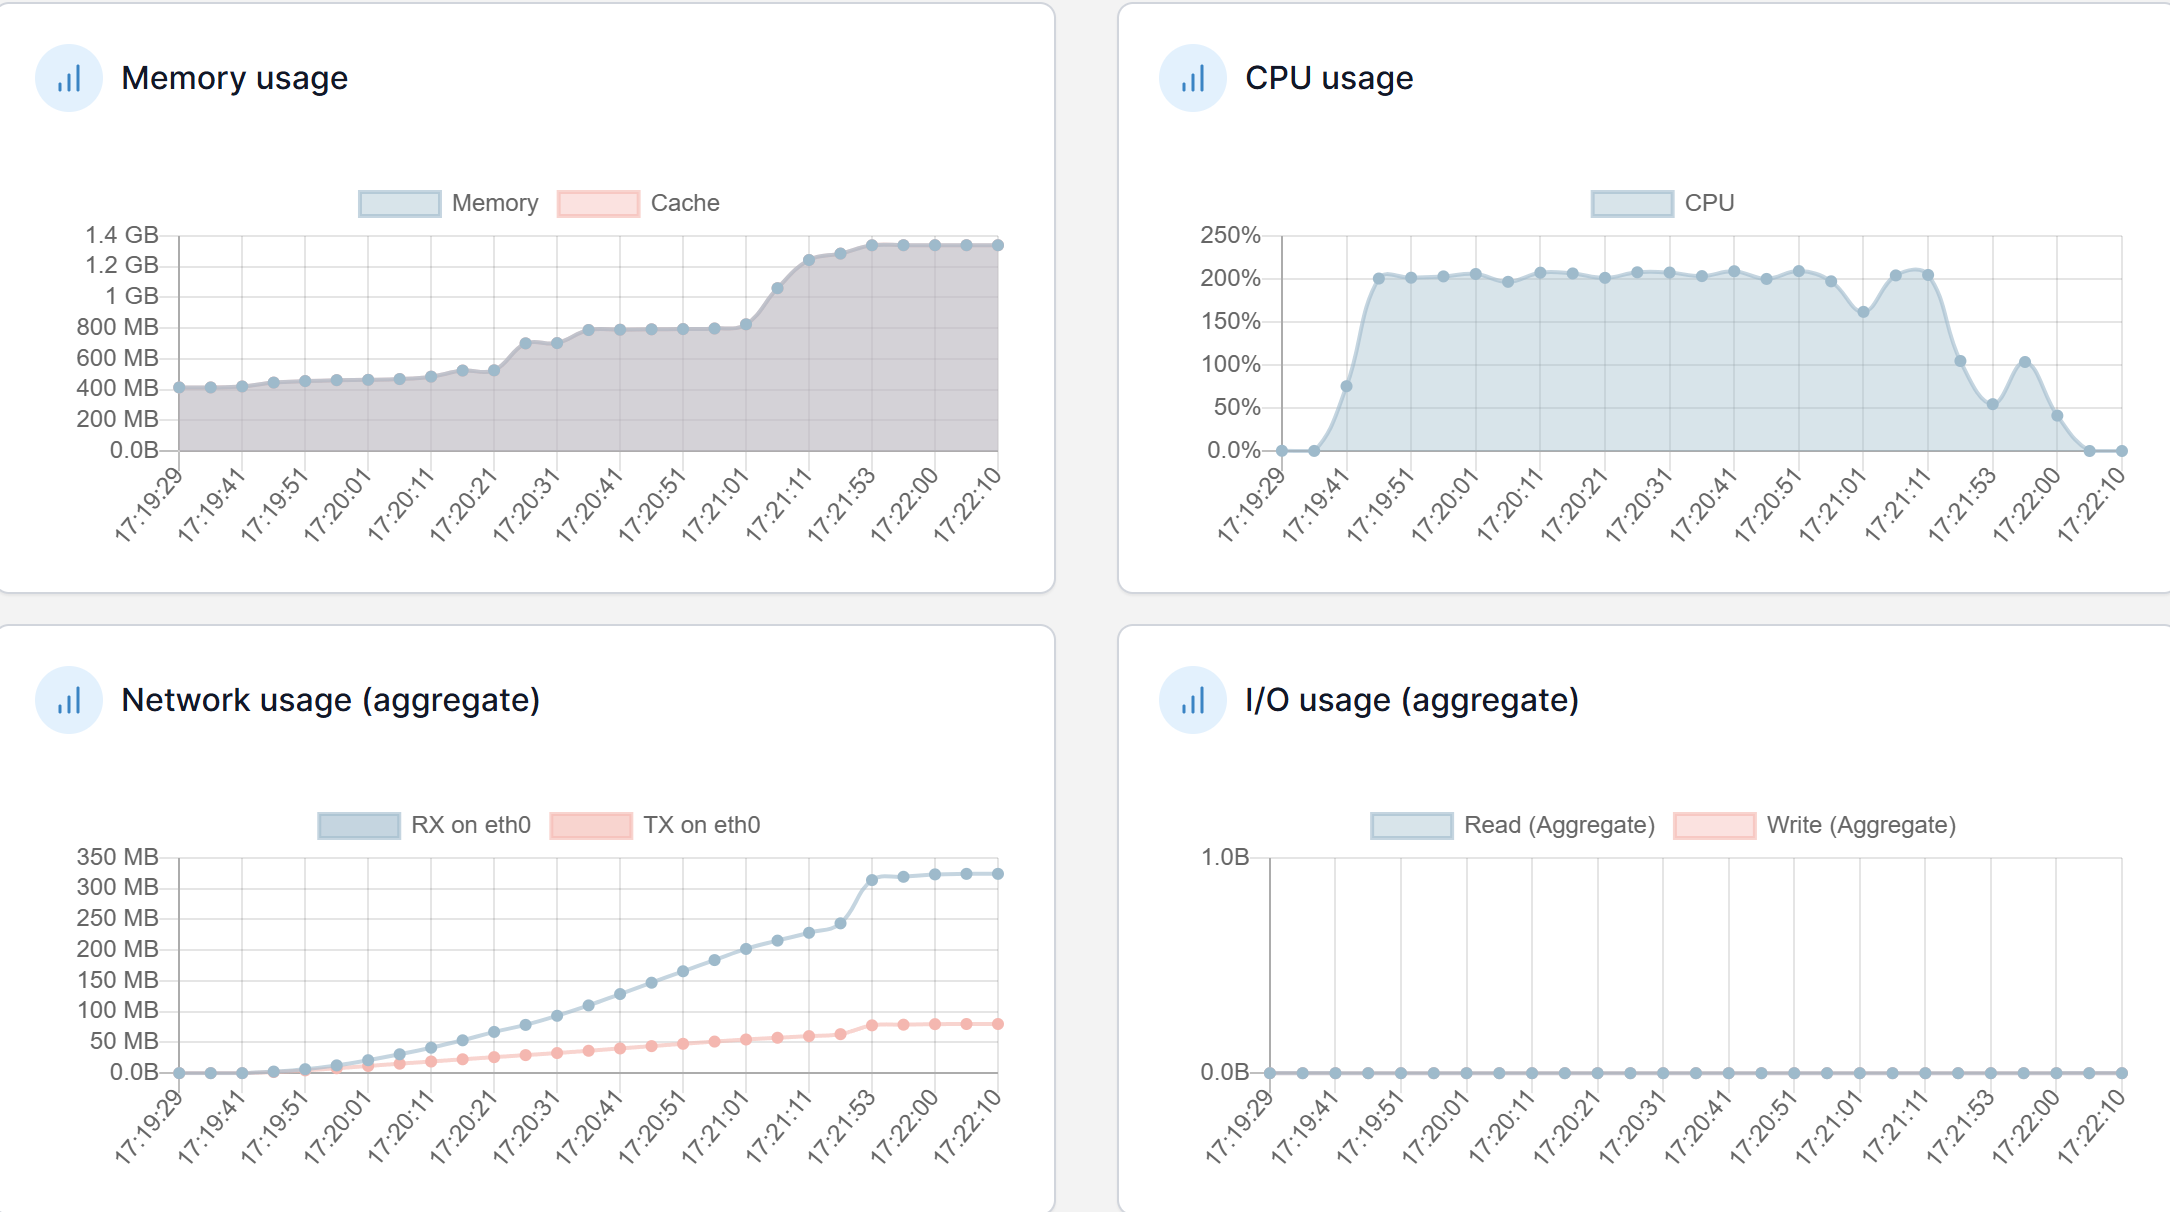 Memory usage
Memory Cache
1.4 GB
1.2 GB
1 GB
800 MB
600 MB
400 MB
200 MB
0.0B
17:19:29 17:19:41 17:19:51 17:20:01 17:20:11 17:20:21 17:20:31 17:20:41 17:20:51 17:21:01 17:21:11 17:21:53 17:22:00 17:22:10
CPU usage
CPU
250%
200%
150%
100%
50%
0.0%
17:19:29 17:19:41 17:19:51 17:20:01 17:20:11 17:20:21 17:20:31 17:20:41 17:20:51 17:21:01 17:21:11 17:21:53 17:22:00 17:22:10
Network usage (aggregate)
RX on eth0 TX on eth0
350 MB
300 MB
250 MB
200 MB
150 MB
100 MB
50 MB
0.0B
17:19:29 17:19:41 17:19:51 17:20:01 17:20:11 17:20:21 17:20:31 17:20:41 17:20:51 17:21:01 17:21:11 17:21:53 17:22:00 17:22:10
I/O usage (aggregate)
Read (Aggregate) Write (Aggregate)
1.0B
0.0B
17:19:29 17:19:41 17:19:51 17:20:01 17:20:11 17:20:21 17:20:31 17:20:41 17:20:51 17:21:01 17:21:11 17:21:53 17:22:00 17:22:10